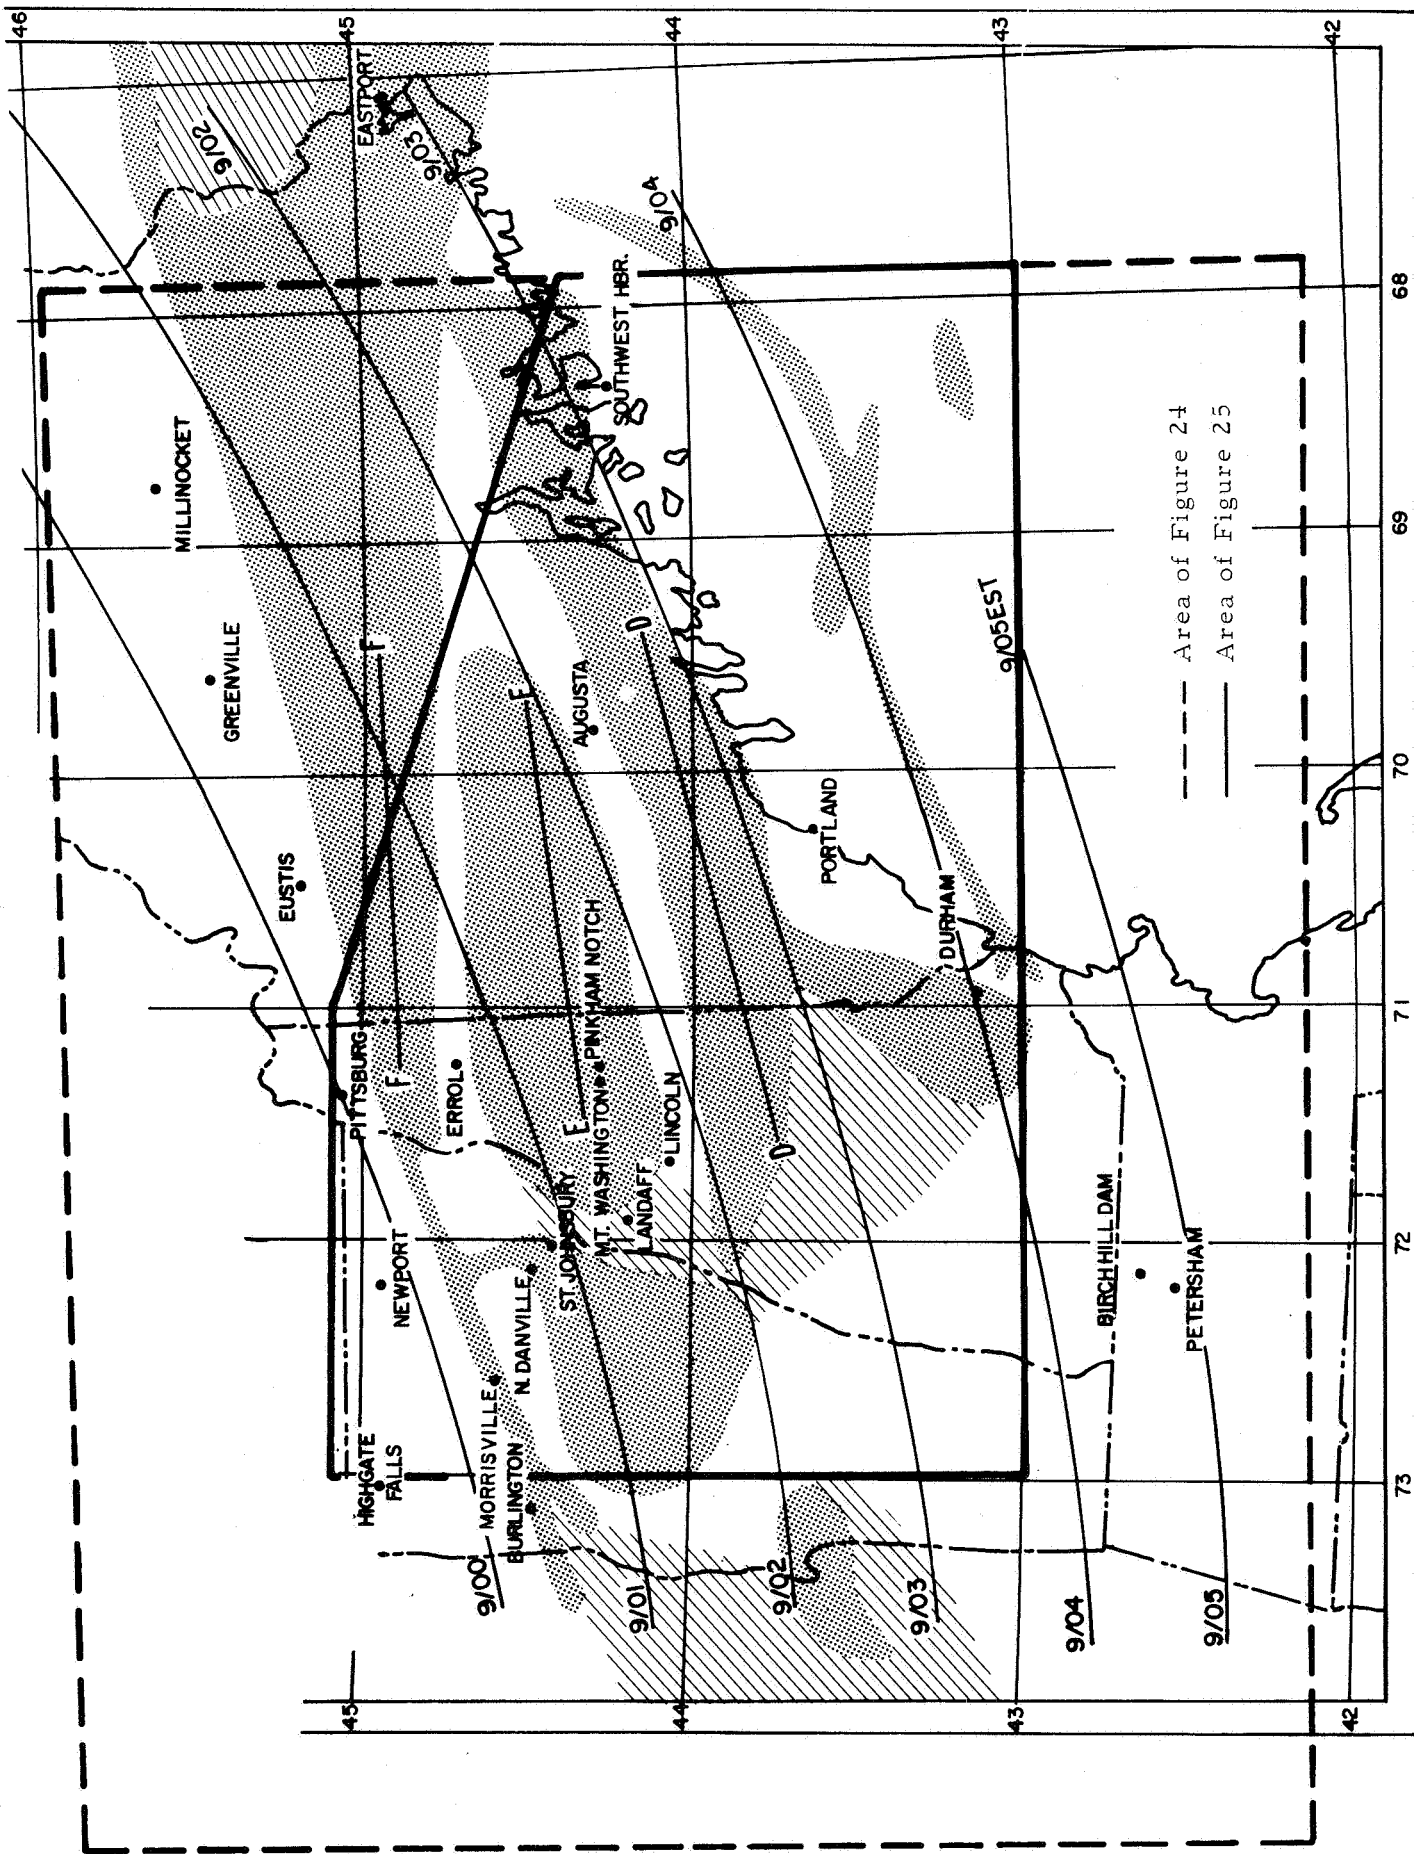 46
45
44
43
42
9/02
EASTPORT
9/03
9/04
MILLINOCKET
SOUTHWEST HBR.
GREENVILLE
F
E
D
AUGUSTA
9/05EST
EUSTIS
PORTLAND
DURHAM
PITTSBURG
F
ERROL
E
MT. WASHINGTON
PINKHAM NOTCH
LINCOLN
D
LANDAFF
ST. JOHNSBURY
NEWPORT
N. DANVILLE
MORRISVILLE
BURLINGTON
HIGHGATE
FALLS
BIRCH HILL DAM
PETERSHAM
9/00
9/01
9/02
9/03
9/04
9/05
45
44
43
42
73
72
71
70
69
68
Area of Figure 24
Area of Figure 25